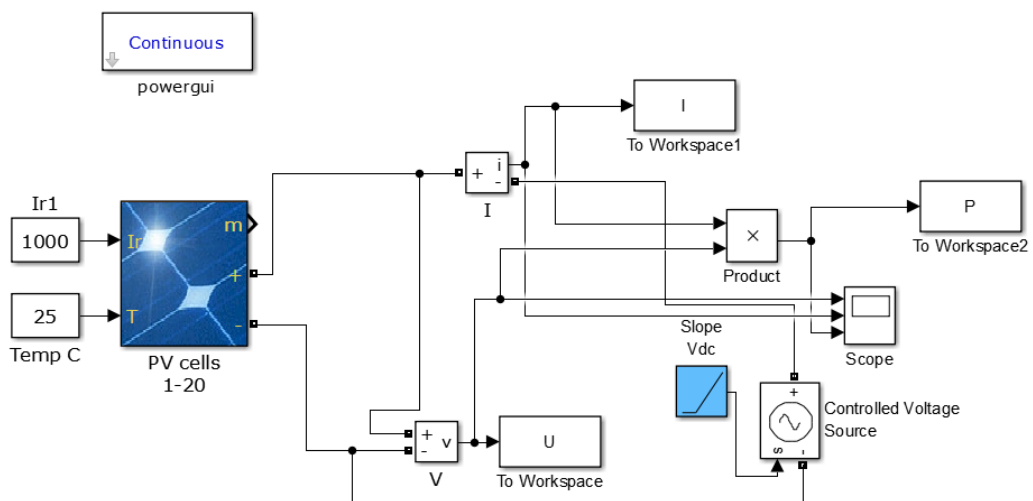 Continuous
powergui
I
To Workspace1
i
+
-
I
Ir1
1000
Ir
m
+
P
To Workspace2
×
Product
25
T
-
Temp C
PV cells
1-20
Slope
Vdc
Scope
+
Controlled Voltage
Source
s
-
+
-
v
V
U
To Workspace